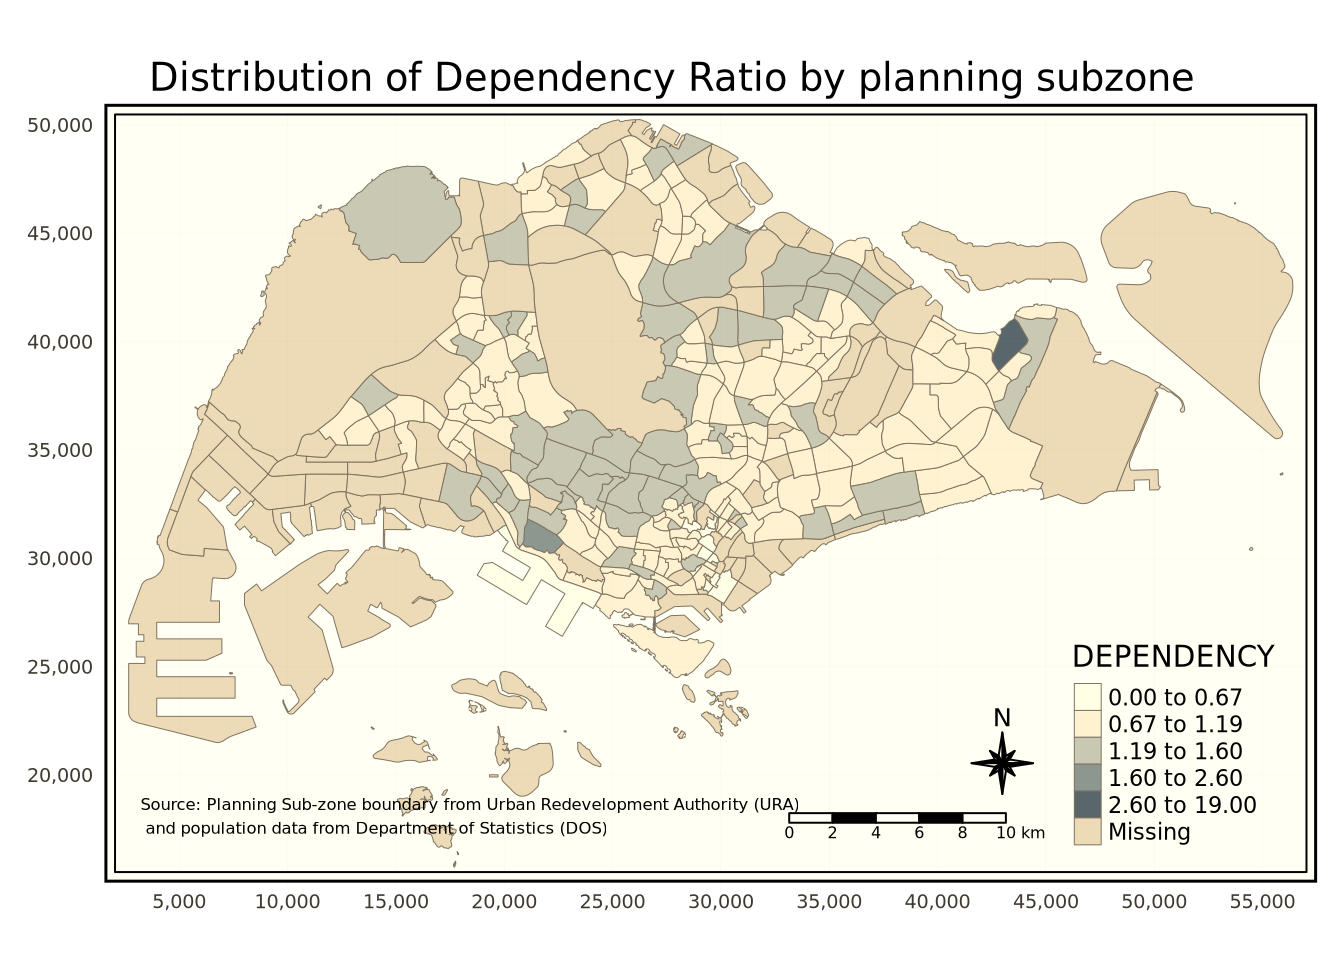 Distribution of Dependency Ratio by planning subzone
50,000
45,000
40,000
35,000
30,000
25,000
20,000
DEPENDENCY
0.00 to 0.67
0.67 to 1.19
1.19 to 1.60
1.60 to 2.60
2.60 to 19.00
Missing
N
Source: Planning Sub-zone boundary from Urban Redevelopment Authority (URA)
and population data from Department of Statistics (DOS)
0 2 4 6 8 10 km
5,000 10,000 15,000 20,000 25,000 30,000 35,000 40,000 45,000 50,000 55,000